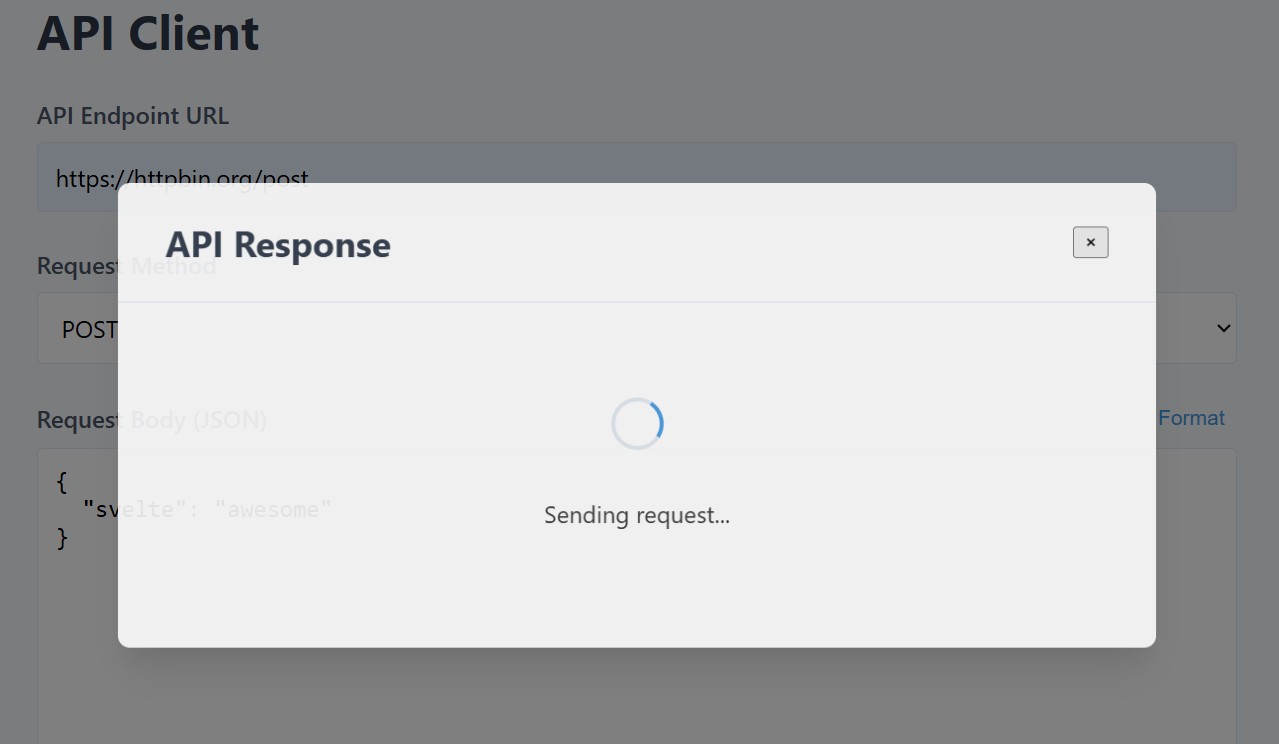 API Client
API Endpoint URL
https://httpbin.org/post
API Response
×
Request Method
POST
Request Body (JSON)
Format
{
"svelte": "awesome"
}
Sending request...